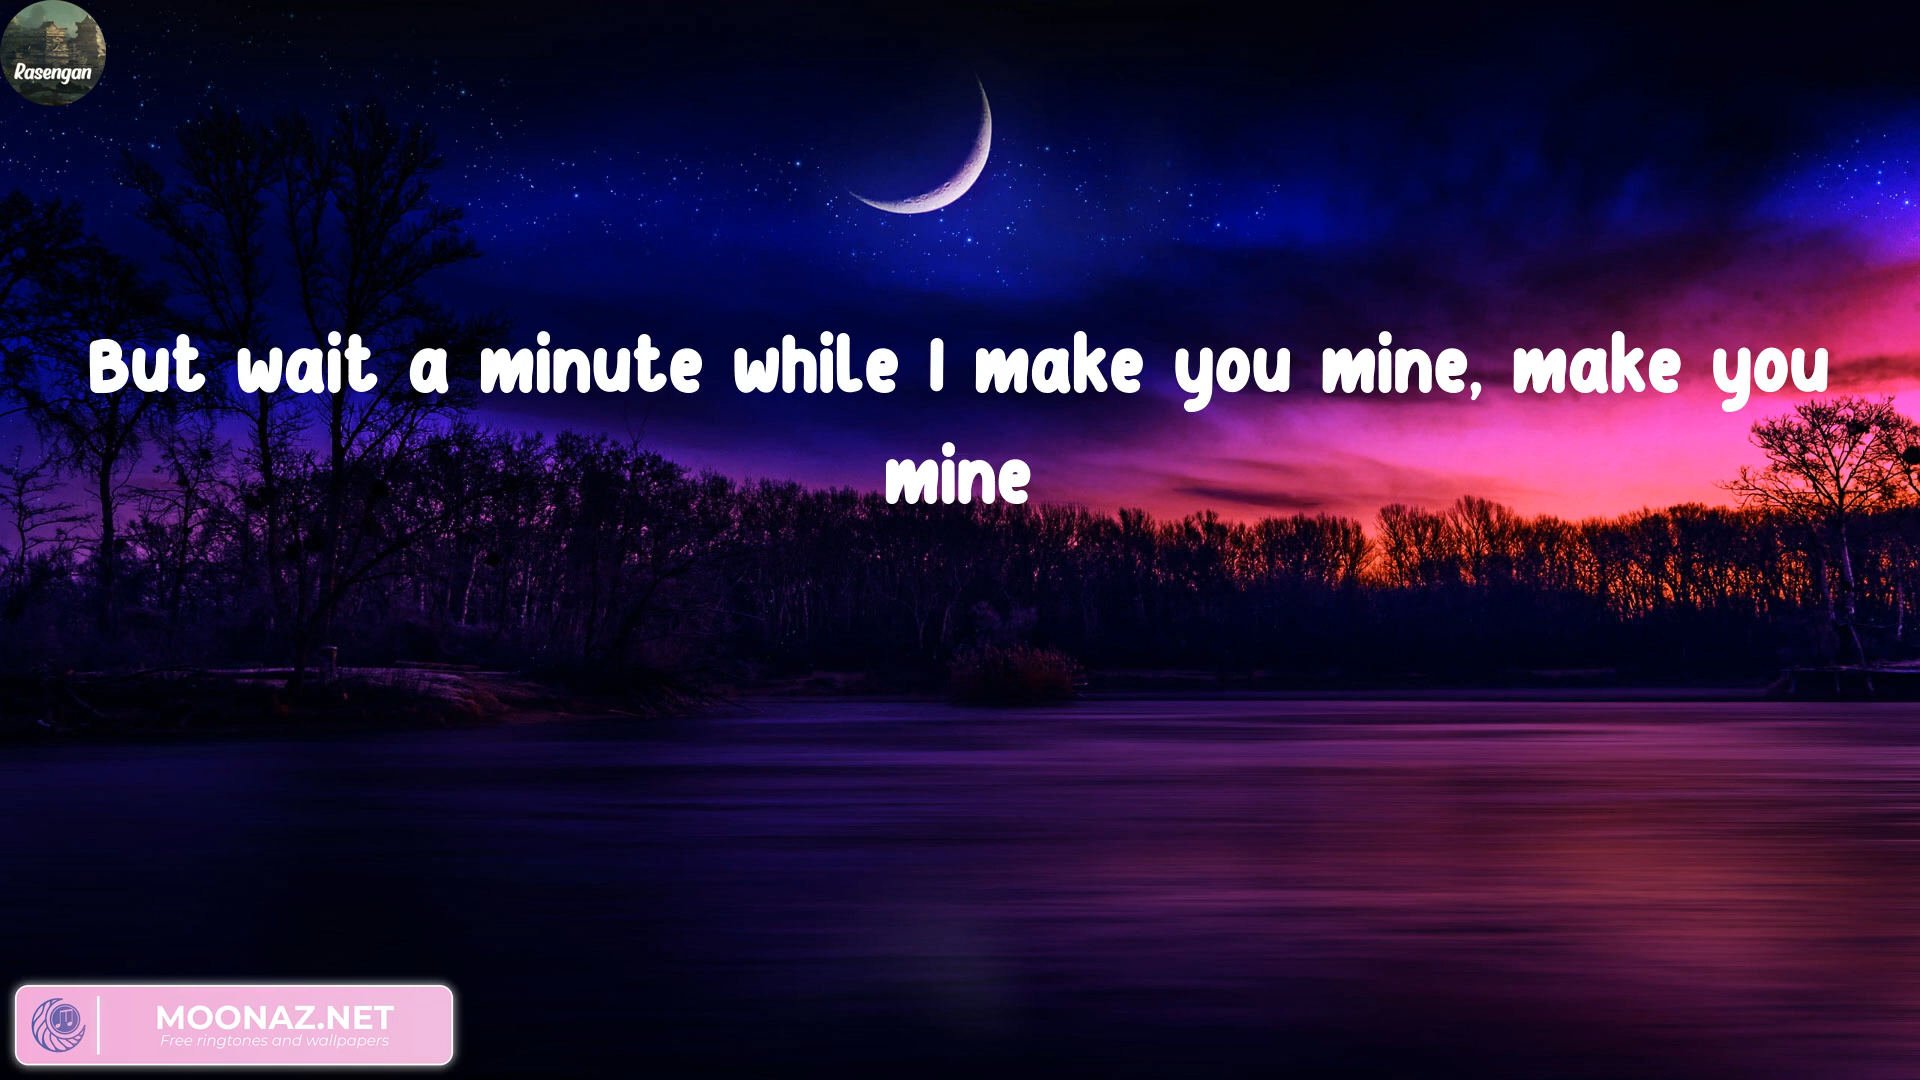 Rasengan
But wait a minute while I make you mine, make you
mine
MOONAZ.NET
Free ringtones and wallpapers